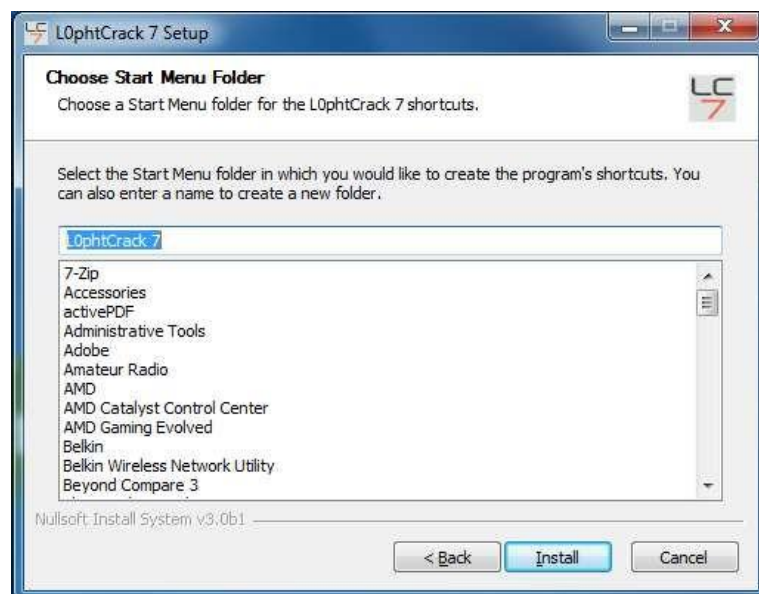 L0phtCrack 7 Setup
Choose Start Menu Folder
Choose a Start Menu folder for the L0phtCrack 7 shortcuts.
LC
7
Select the Start Menu folder in which you would like to create the program's shortcuts. You
can also enter a name to create a new folder.
L0phtCrack 7
7-Zip
Accessories
activePDF
Administrative Tools
Adobe
Amateur Radio
AMD
AMD Catalyst Control Center
AMD Gaming Evolved
Belkin
Belkin Wireless Network Utility
Beyond Compare 3
Nullsoft Install System v3.0b1
< Back Install Cancel